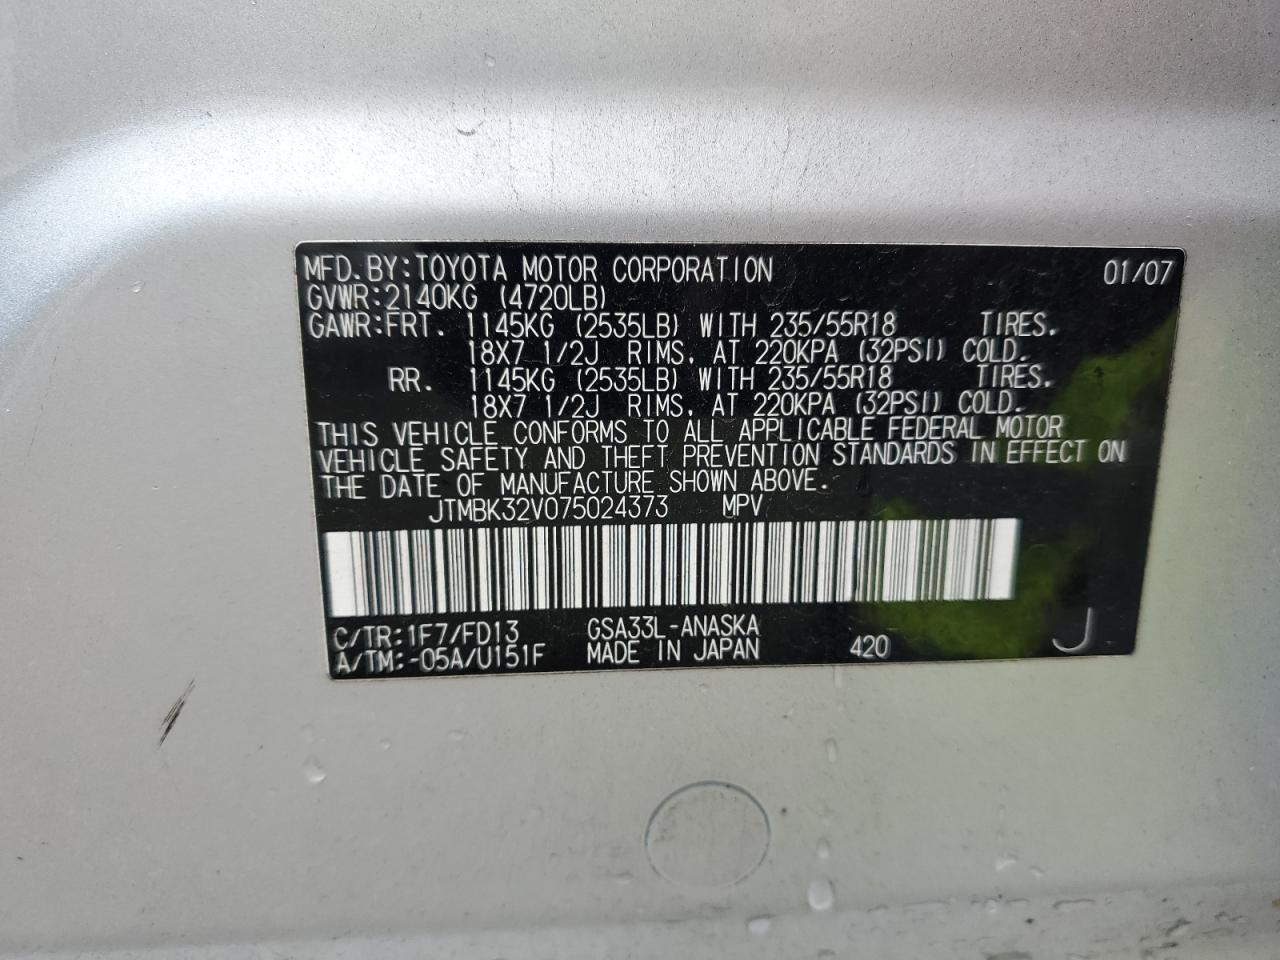 MFD. BY:TOYOTA MOTOR CORPORATION 01/07
GVWR:2140KG (4720LB)
GAWR:FRT. 1145KG (2535LB) WITH 235/55R18 TIRES.
18X7 1/2J RIMS. AT 220KPA (32PSI) COLD.
RR. 1145KG (2535LB) WITH 235/55R18 TIRES.
18X7 1/2J RIMS. AT 220KPA (32PSI) COLD.
THIS VEHICLE CONFORMS TO ALL APPLICABLE FEDERAL MOTOR
VEHICLE SAFETY AND THEFT PREVENTION STANDARDS IN EFFECT ON
THE DATE OF MANUFACTURE SHOWN ABOVE.
JTMBK32V075024373 MPV
C/TR:1F7/FD13 GSA33L-ANASKA
A/TM:-05A/U151F MADE IN JAPAN 420 J